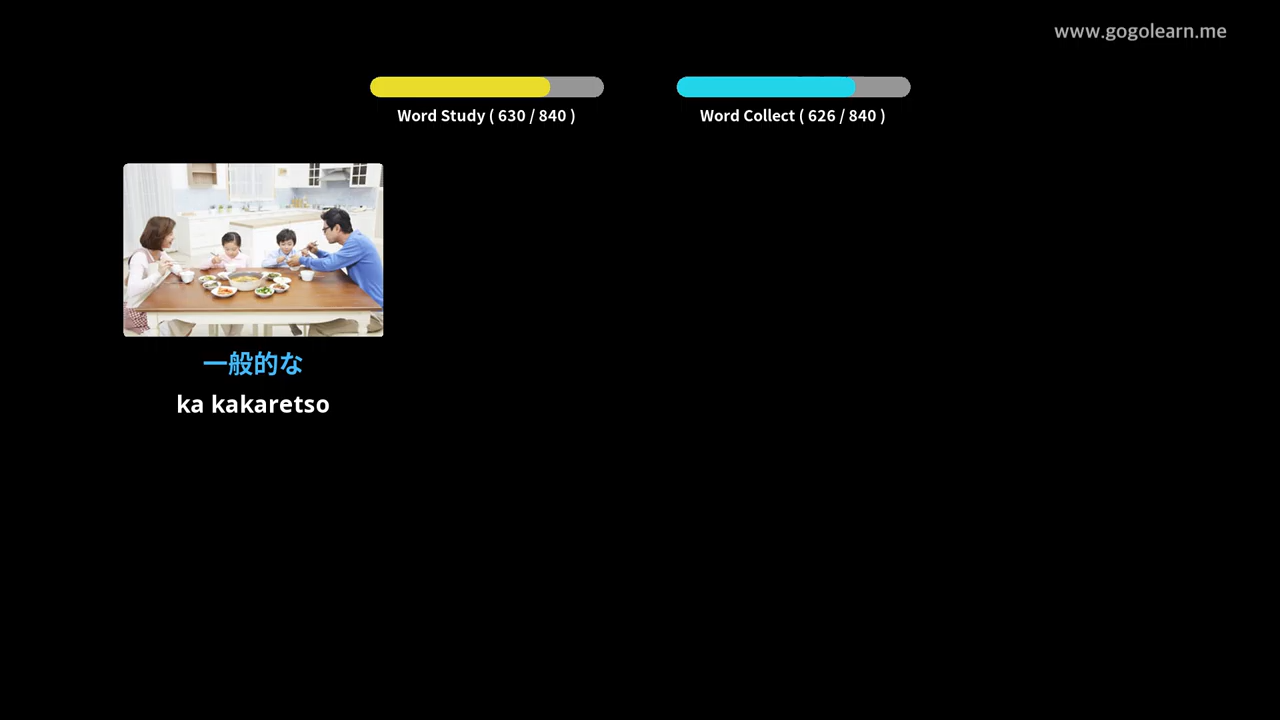 www.gogolearn.me
Word Study ( 630 / 840 )
Word Collect ( 626 / 840 )
一般的な
ka kakaretso